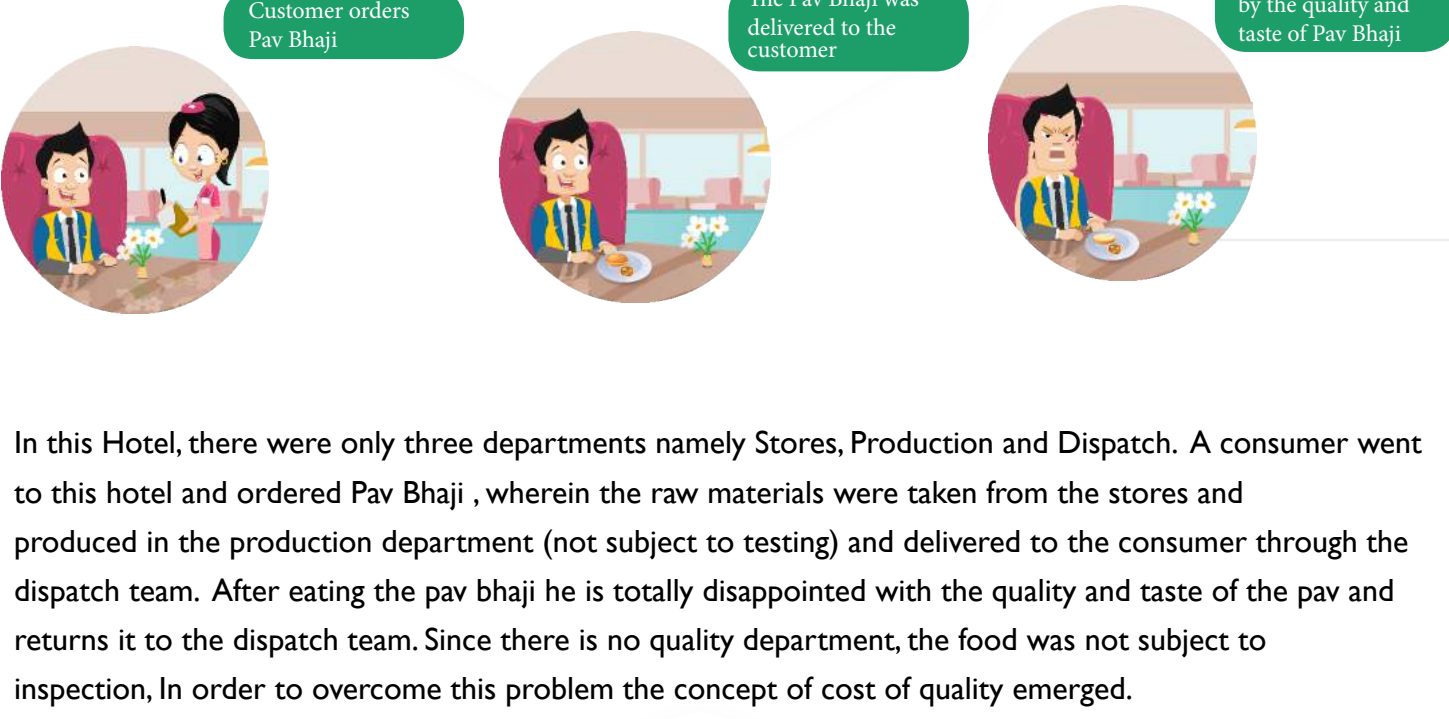 Customer orders
Pav Bhaji
The Pav Bhaji was
delivered to the
customer
by the quality and
taste of Pav Bhaji
In this Hotel, there were only three departments namely Stores, Production and Dispatch. A consumer went
to this hotel and ordered Pav Bhaji , wherein the raw materials were taken from the stores and
produced in the production department (not subject to testing) and delivered to the consumer through the
dispatch team. After eating the pav bhaji he is totally disappointed with the quality and taste of the pav and
returns it to the dispatch team. Since there is no quality department, the food was not subject to
inspection, In order to overcome this problem the concept of cost of quality emerged.